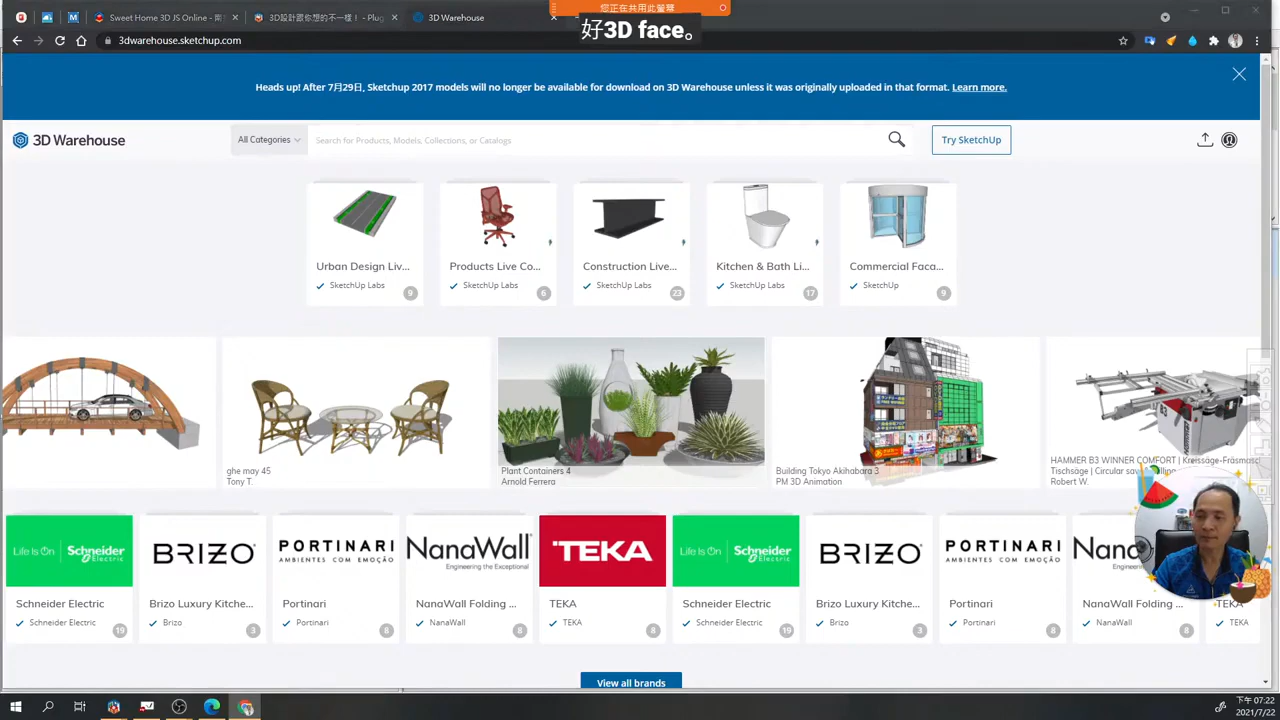 您正在共用此螢幕
Sweet Home 3D JS Online - 
3D設計跟你想的不一樣！ - Plug
3D Warehouse
好3D face。
3dwarehouse.sketchup.com
Heads up! After 7月29日, Sketchup 2017 models will no longer be available for download on 3D Warehouse unless it was originally uploaded in that format. Learn more.
3D Warehouse
All Categories
Search for Products, Models, Collections, or Catalogs
Try SketchUp
Urban Design Liv...
SketchUp Labs
9
Products Live Co...
SketchUp Labs
6
Construction Live...
SketchUp Labs
23
Kitchen & Bath Li...
SketchUp Labs
17
Commercial Faca...
SketchUp
9
ghe may 45
Tony T.
Plant Containers 4
Arnold Ferrera
Building Tokyo Akihabara 3
PM 3D Animation
HAMMER B3 WINNER COMFORT | Kreissäge-Fräsmasc
Tischsäge | Circular saw
Robert W.
Life Is On | Schneider Electric
Schneider Electric
Schneider Electric
19
BRIZO
Brizo Luxury Kitche...
Brizo
3
PORTINARI
AMBIENTES COM EMOÇÃO
Portinari
Portinari
8
NanaWall
Engineering the Exceptional
NanaWall Folding ...
NanaWall
8
TEKA
TEKA
TEKA
8
Life Is On | Schneider Electric
Schneider Electric
Schneider Electric
19
BRIZO
Brizo Luxury Kitche...
Brizo
3
PORTINARI
AMBIENTES COM EMOÇÃO
Portinari
Portinari
8
Nana
NanaWall Folding ...
NanaWall
8
TEKA
TEKA
View all brands
下午 07:22
2021/7/22